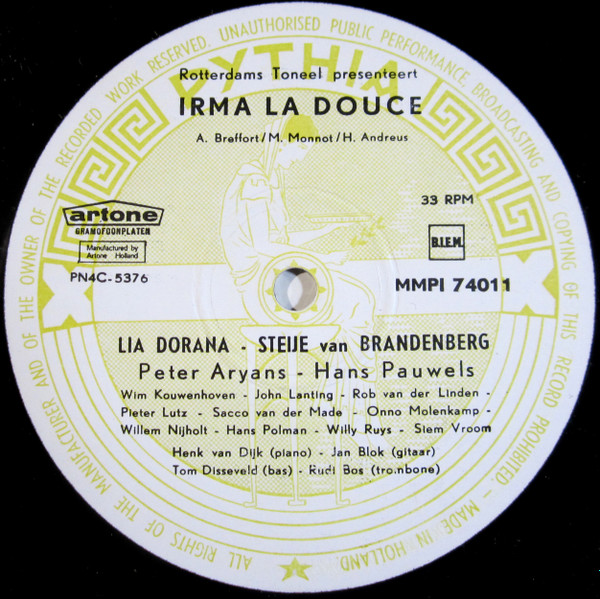 ALL RIGHTS OF THE MANUFACTURER AND OF THE OWNER OF THE RECORDED WORK RESERVED. UNAUTHORISED PUBLIC PERFORMANCE, BROADCASTING AND COPYING OF THIS RECORD PROHIBITED - MADE IN HOLLAND.
PYTHIA
Rotterdams Toneel presenteert
IRMA LA DOUCE
A. Breffort/M. Monnot/H. Andreus
artone
GRAMOFOONPLATEN
Manufactured by
Artone Holland
PN4C-5376
33 RPM
B.I.E.M.
MMPI 74011
LIA DORANA - STEIJE van BRANDENBERG
Peter Aryans - Hans Pauwels
Wim Kouwenhoven - John Lanting - Rob van der Linden -
Pieter Lutz - Sacco van der Made - Onno Molenkamp -
Willem Nijholt - Hans Polman - Willy Ruys - Siem Vroom
Henk van Dijk (piano) - Jan Blok (gitaar)
Tom Disseveld (bas) - Rudi Bos (trombone)